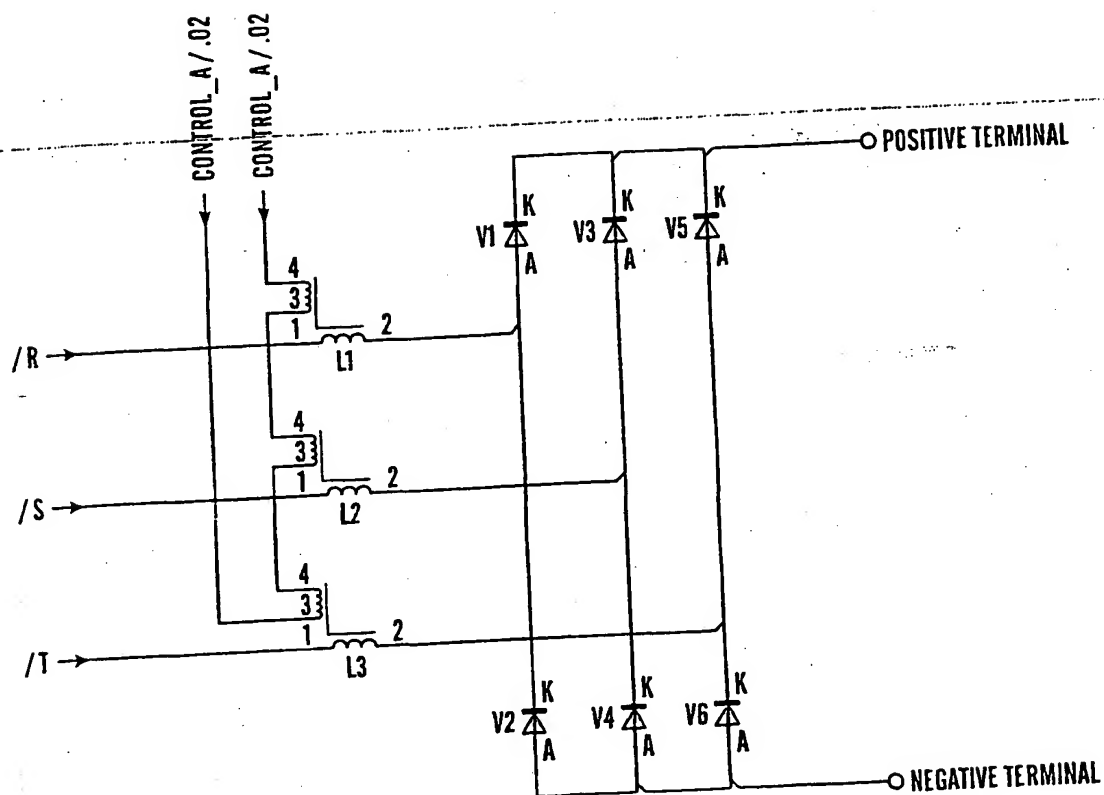 CONTROL_A/.02
CONTROL_A/.02
POSITIVE TERMINAL
K
K
K
V1
V3
V5
A
A
A
4
3
1
2
/R
L1
4
3
1
2
/S
L2
4
3
1
2
/T
L3
K
K
K
V2
V4
V6
A
A
A
NEGATIVE TERMINAL